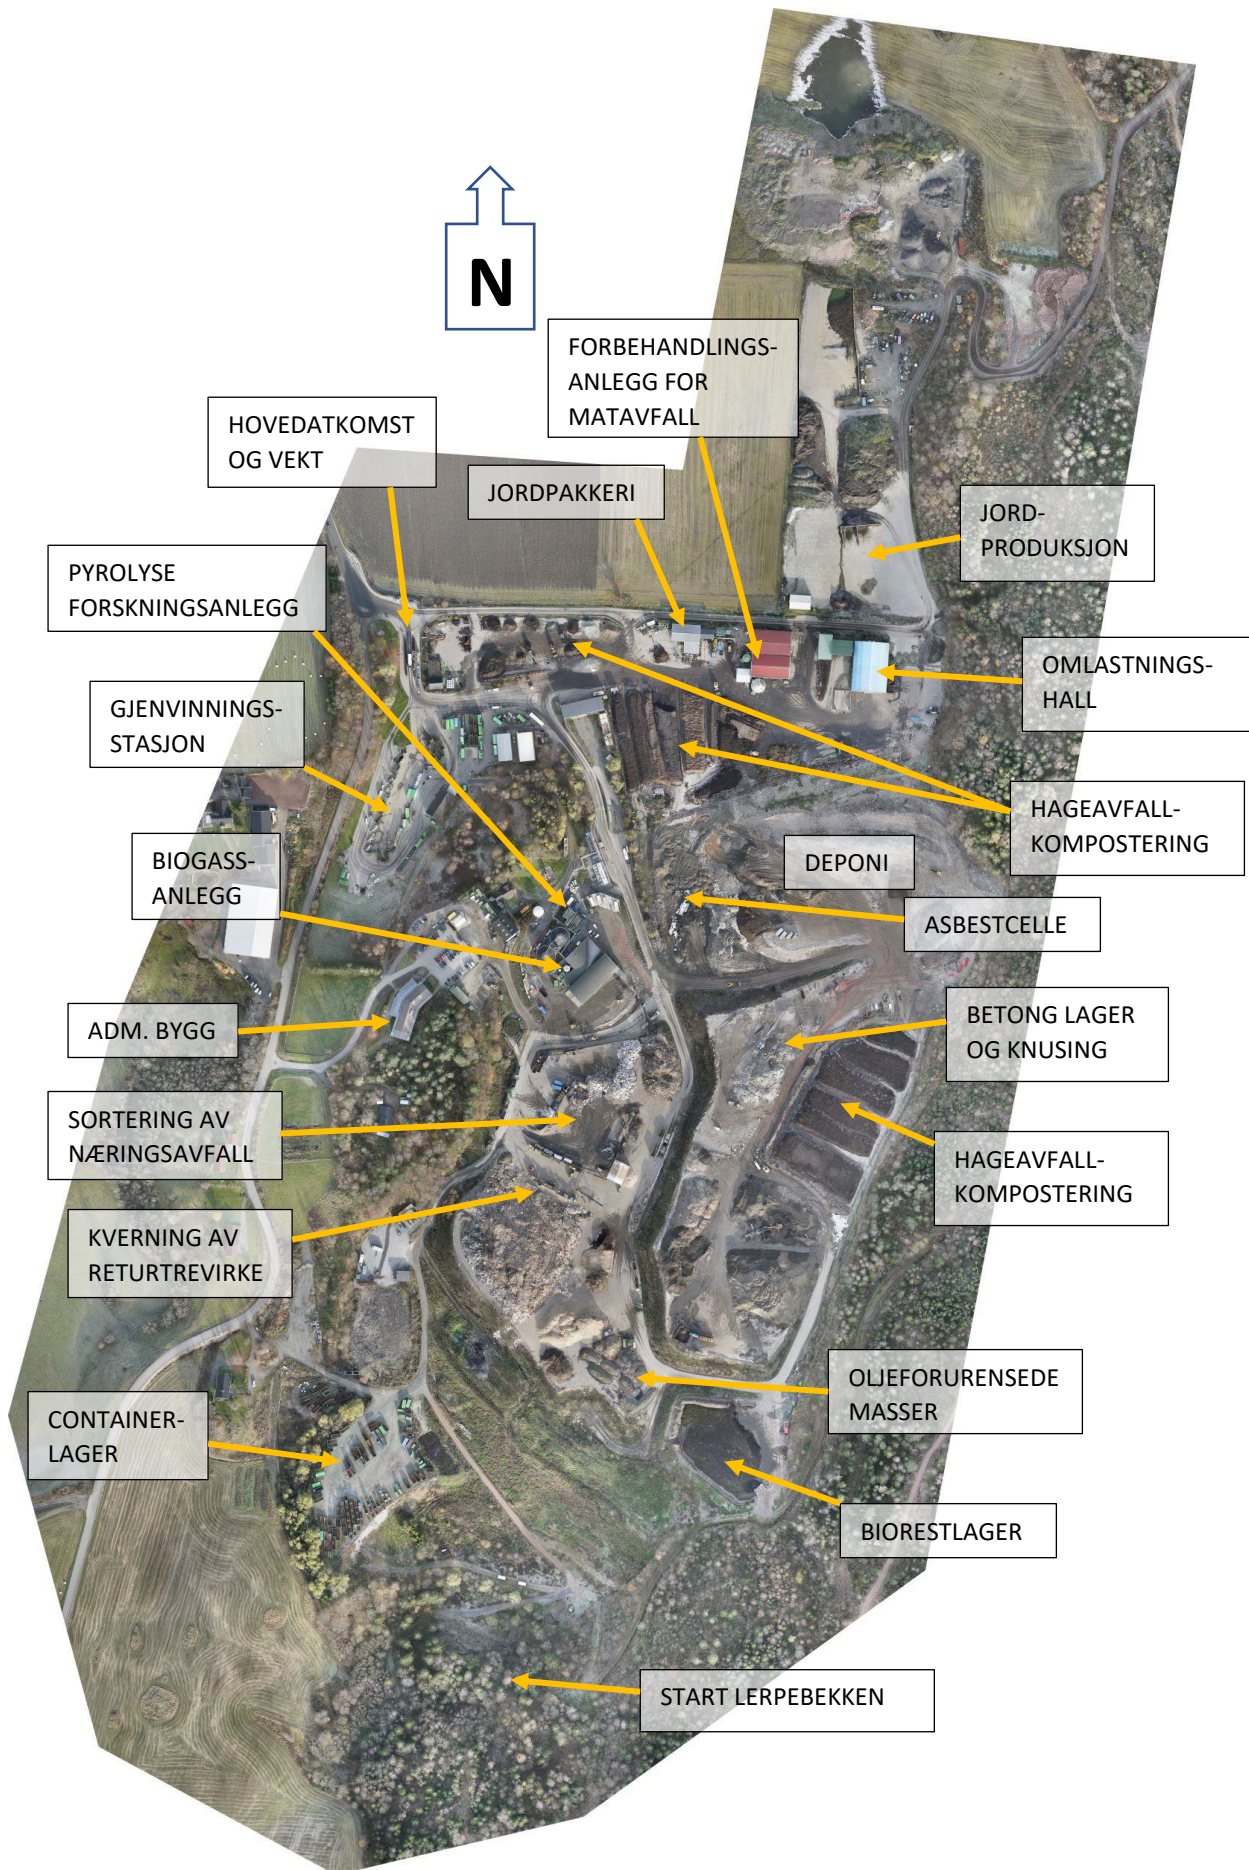 N
FORBEHANDLINGS-
ANLEGG FOR
MATAVFALL
HOVEDATKOMST
OG VEKT
JORDPAKKERI
JORD-
PRODUKSJON
PYROLYSE
FORSKNINGSANLEGG
OMLASTNINGS-
HALL
GJENVINNINGS-
STASJON
HAGEAVFALL-
KOMPOSTERING
BIOGASS-
ANLEGG
DEPONI
ASBESTCELLE
ADM. BYGG
BETONG LAGER
OG KNUSING
SORTERING AV
NÆRINGSAVFALL
HAGEAVFALL-
KOMPOSTERING
KVERNING AV
RETURTREVIRKE
OLJEFORURENSEDE
MASSER
CONTAINER-
LAGER
BIORESTLAGER
START LERPEBEKKEN